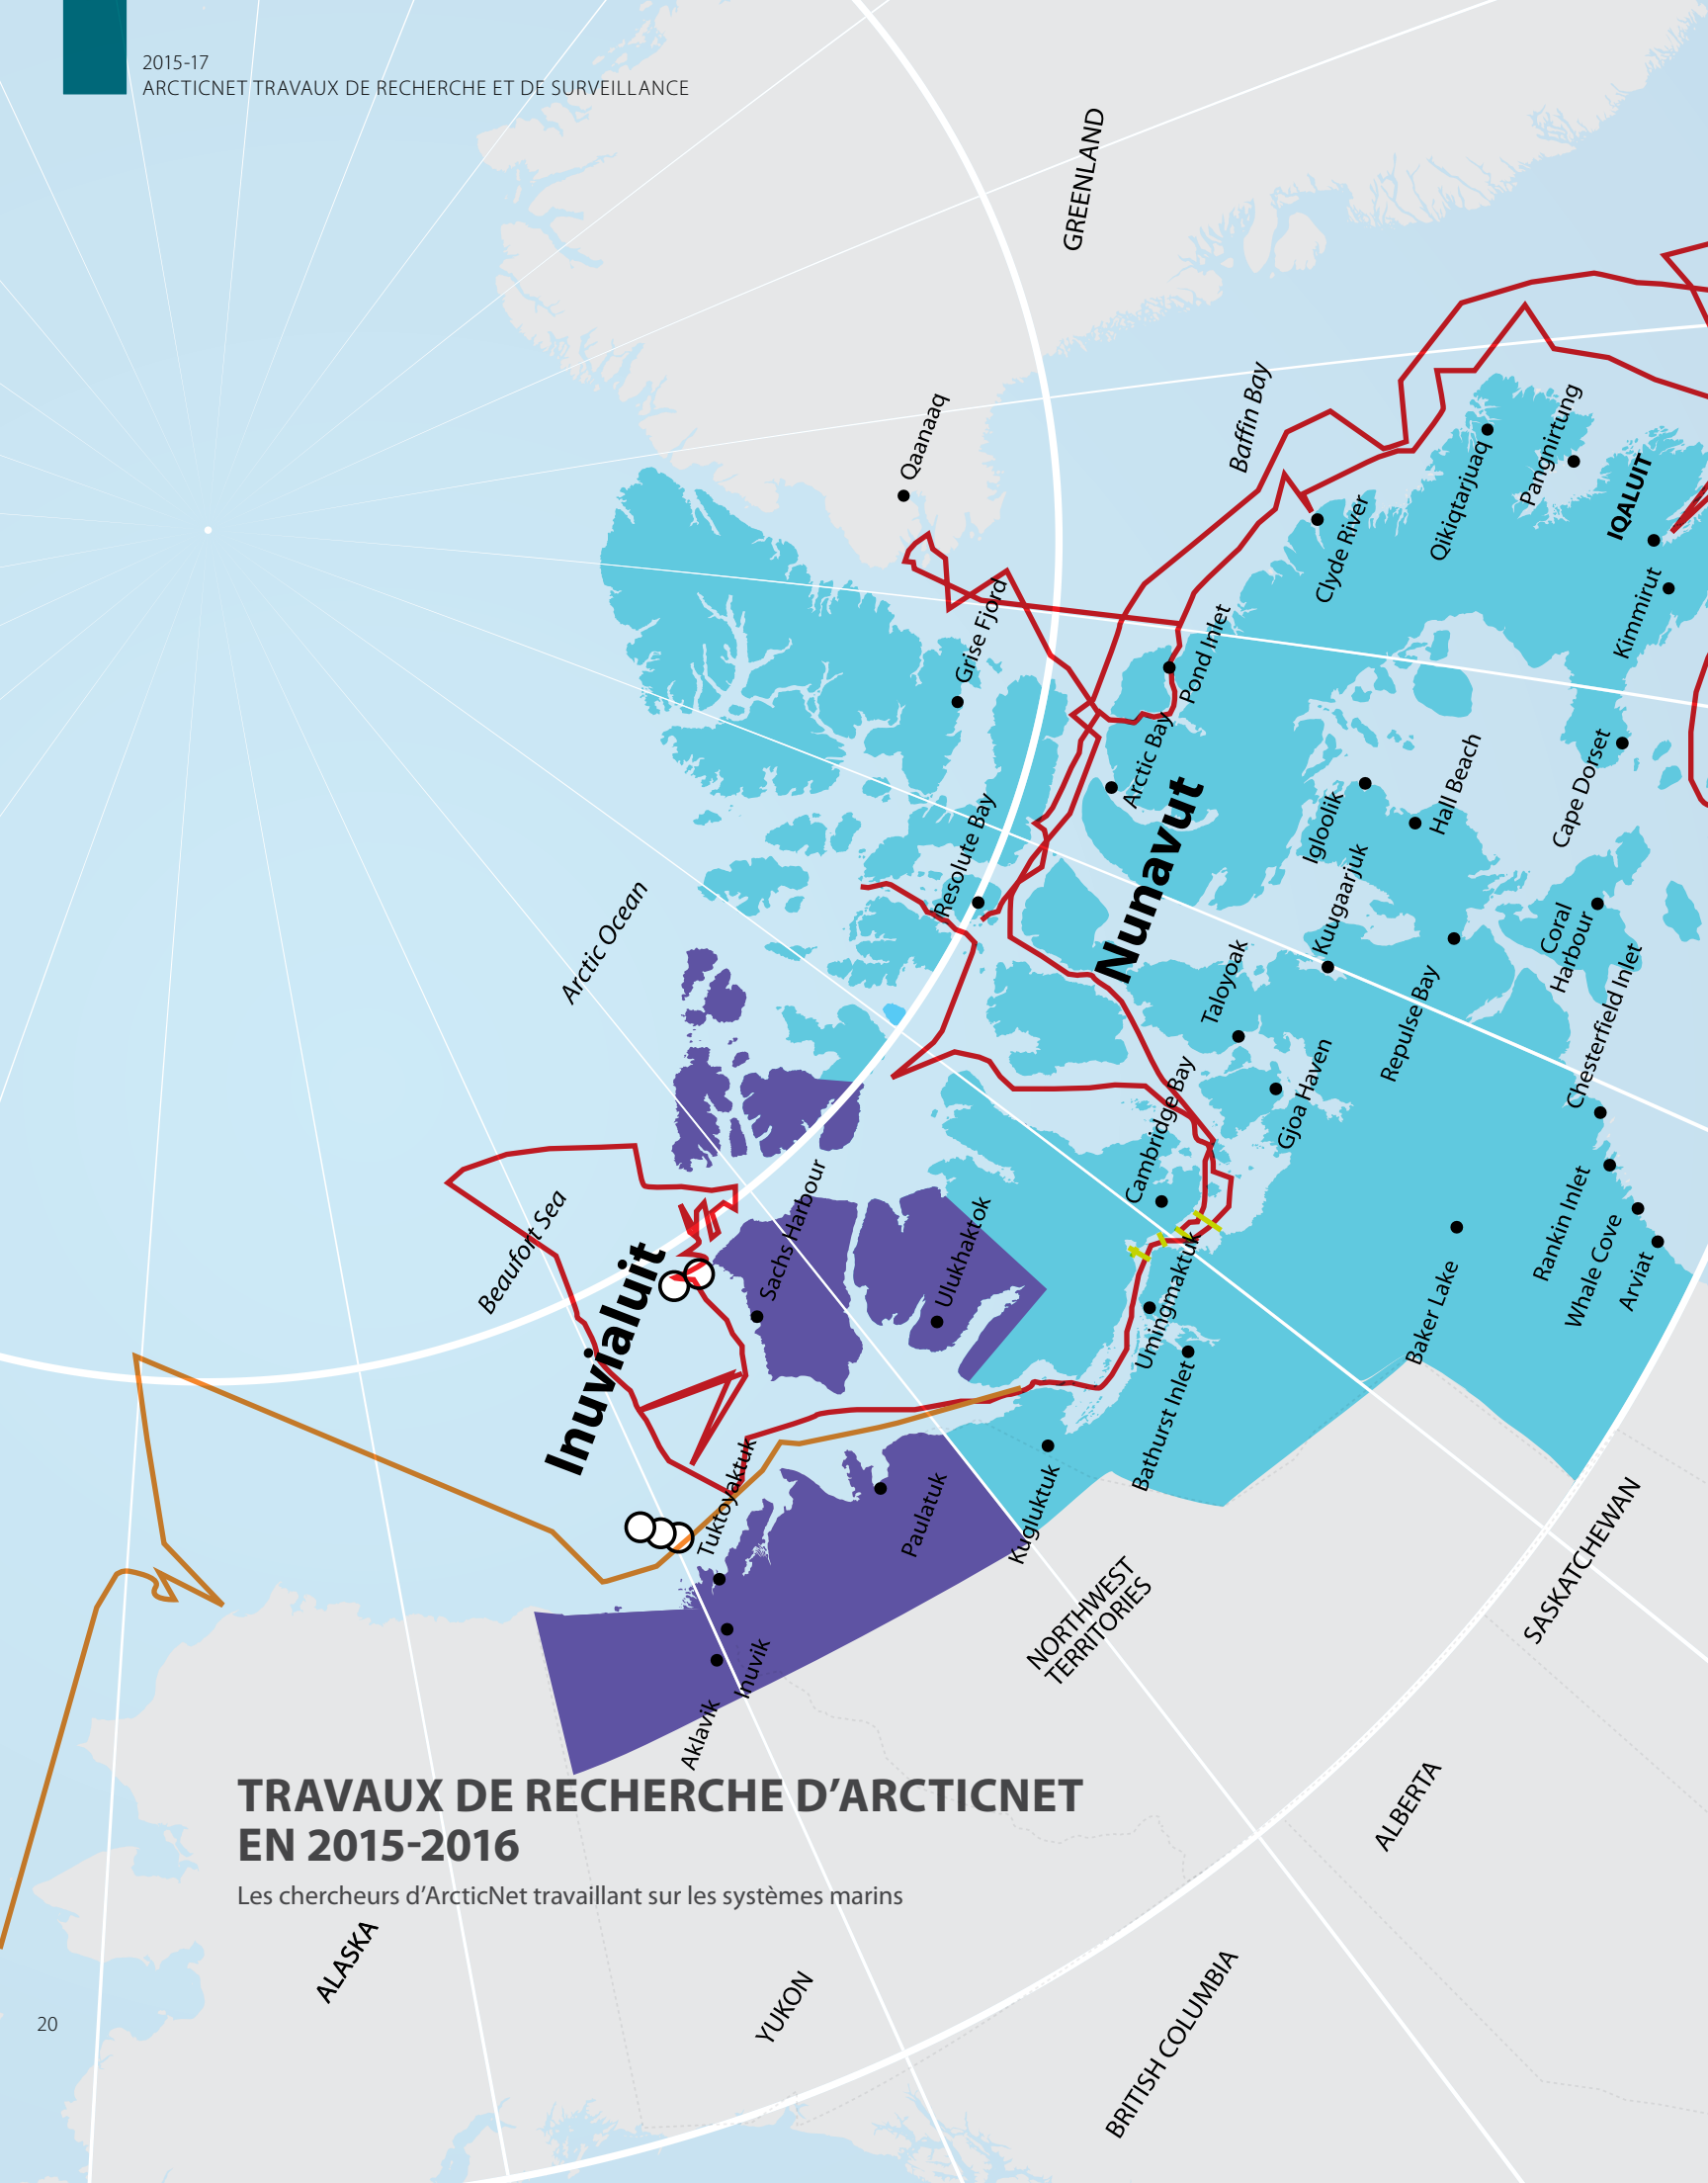 2015-17
ARCTICNET TRAVAUX DE RECHERCHE ET DE SURVEILLANCE
GREENLAND
Qaanaaq
Baffin Bay
Qikiqtarjuaq
Pangnirtung
IQALUIT
Clyde River
Kimmirut
Grise Fjord
Pond Inlet
Arctic Bay
Nunavut
Resolute Bay
Igloolik
Hall Beach
Cape Dorset
Kuugaarjuk
Coral
Harbour
Arctic Ocean
Taloyoak
Repulse Bay
Chesterfield Inlet
Gjoa Haven
Cambridge Bay
Sachs Harbour
Beaufort Sea
Ulukhaktok
Inuvialuit
Umingmaktuk
Rankin Inlet
Whale Cove
Arviat
Baker Lake
Bathurst Inlet
Tuktoyaktuk
Paulatuk
Kugluktuk
NORTHWEST
TERRITORIES
SASKATCHEWAN
Inuvik
Aklavik
TRAVAUX DE RECHERCHE D’ARCTICNET
EN 2015-2016
Les chercheurs d’ArcticNet travaillant sur les systèmes marins
ALBERTA
ALASKA
YUKON
BRITISH COLUMBIA
20